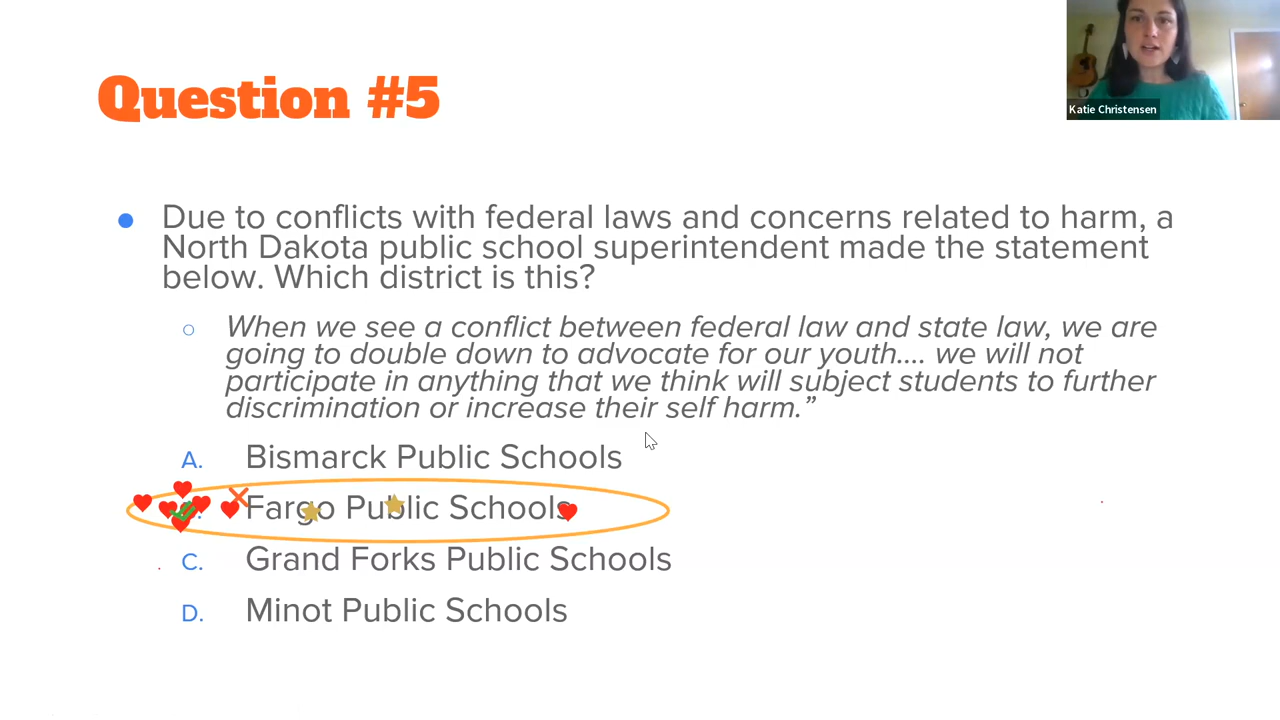 Question #5
Katie Christensen
● Due to conflicts with federal laws and concerns related to harm, a
North Dakota public school superintendent made the statement
below. Which district is this?
○ When we see a conflict between federal law and state law, we are
going to double down to advocate for our youth.... we will not
participate in anything that we think will subject students to further
discrimination or increase their self harm.”
A. Bismarck Public Schools
Fargo Public Schools
C. Grand Forks Public Schools
D. Minot Public Schools